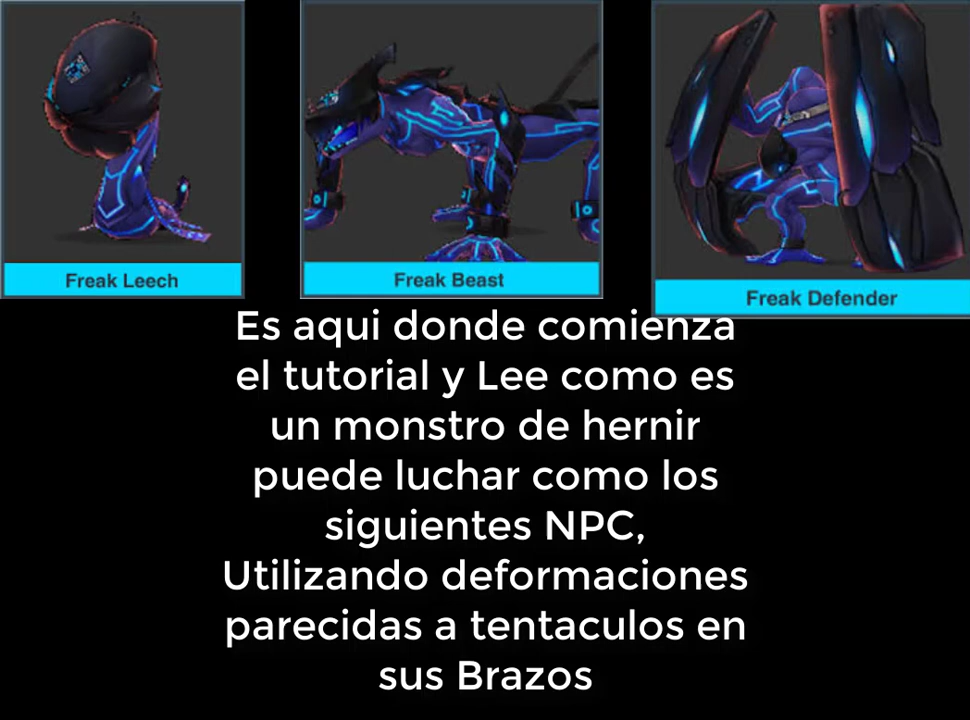 Freak Leech
Freak Beast
Freak Defender
Es aqui donde comienza
el tutorial y Lee como es
un monstro de hernir
puede luchar como los
siguientes NPC,
Utilizando deformaciones
parecidas a tentaculos en
sus Brazos